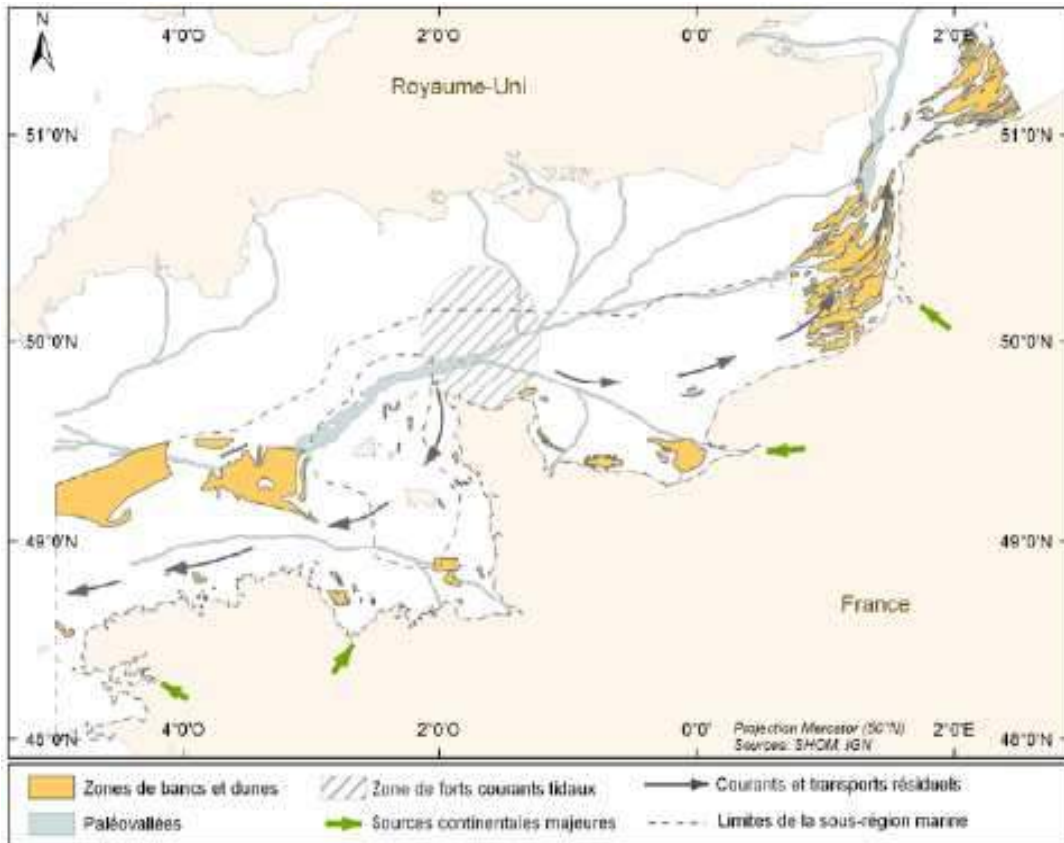 N
4°0'O
2°0'O
0°0'
2°0'E
Royaume-Uni
51°0'N
51°0'N
50°0'N
50°0'N
49°0'N
49°0'N
France
48°0'N
48°0'N
4°0'O
2°0'O
0°0'
2°0'E
Projection Mercator (50°N)
Sources: SHOM, IGN
Zones de bancs et dunes
Zone de forts courants tidaux
Courants et transports résiduels
Paléovallées
Sources continentales majeures
Limites de la sous-région marine